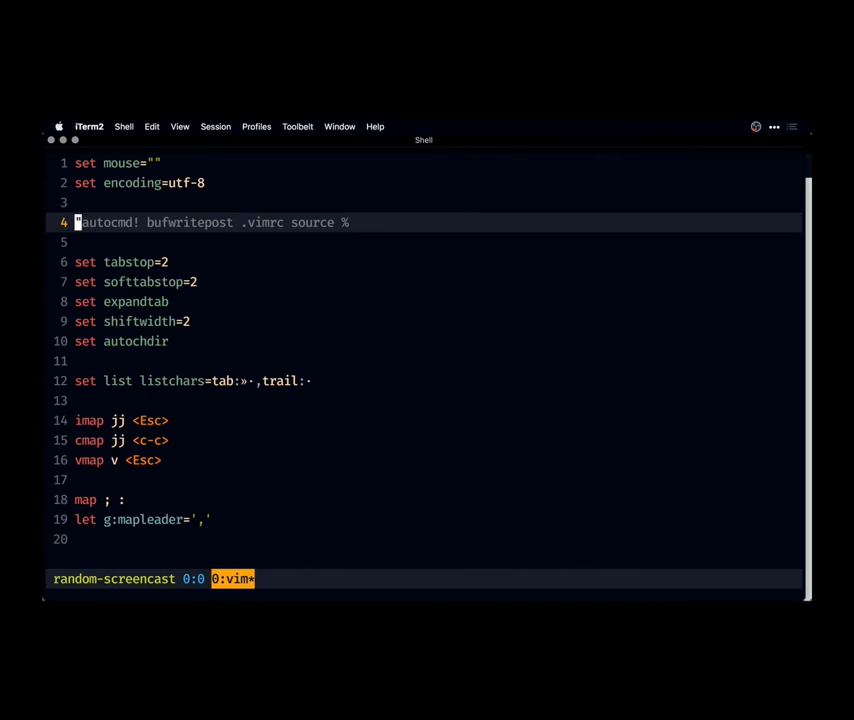 iTerm2 Shell Edit View Session Profiles Toolbelt Window Help
Shell
1 set mouse=""
2 set encoding=utf-8
3
4 "autocmd! bufwritepost .vimrc source %
5
6 set tabstop=2
7 set softtabstop=2
8 set expandtab
9 set shiftwidth=2
10 set autochdir
11
12 set list listchars=tab:»·,trail:·
13
14 imap jj <Esc>
15 cmap jj <c-c>
16 vmap v <Esc>
17
18 map ; :
19 let g:mapleader=','
20
random-screencast 0:0 0:vim*